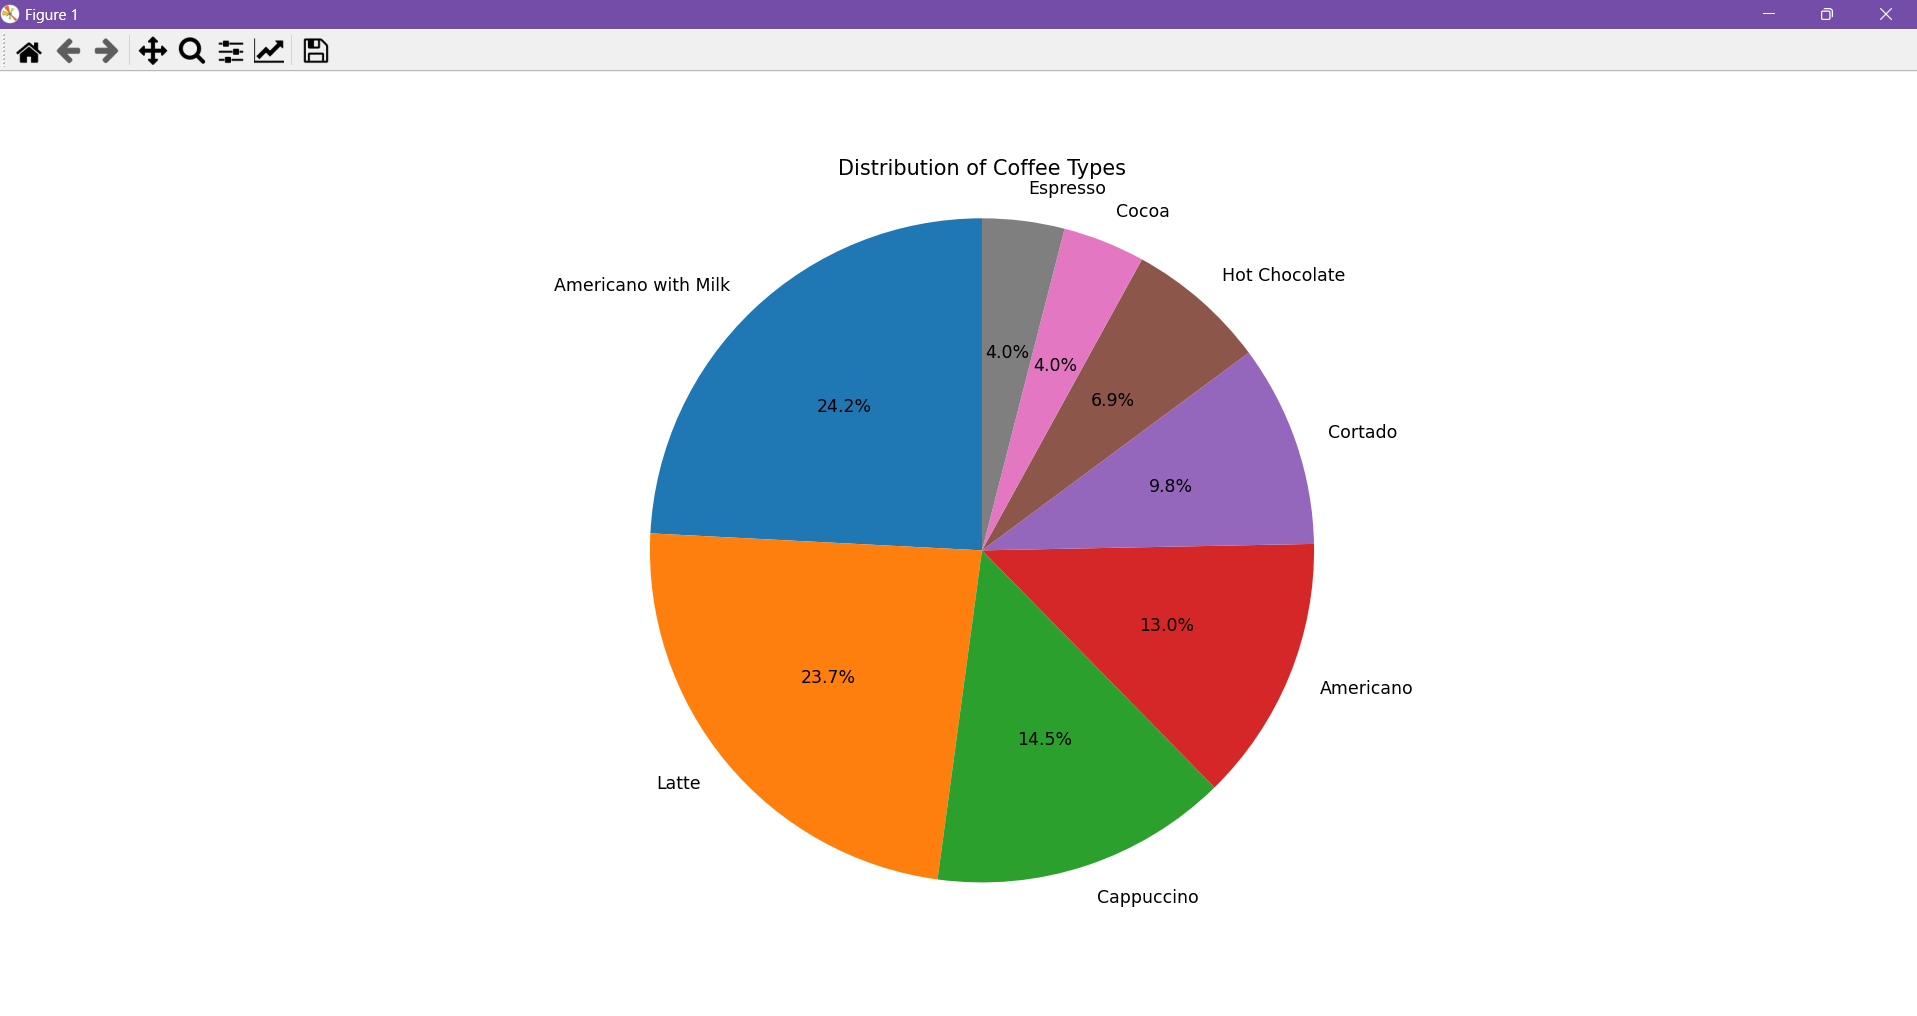 Figure 1
Distribution of Coffee Types
Espresso
Cocoa
Hot Chocolate
Americano with Milk
4.0%
4.0%
6.9%
24.2%
Cortado
9.8%
13.0%
23.7%
Americano
14.5%
Latte
Cappuccino